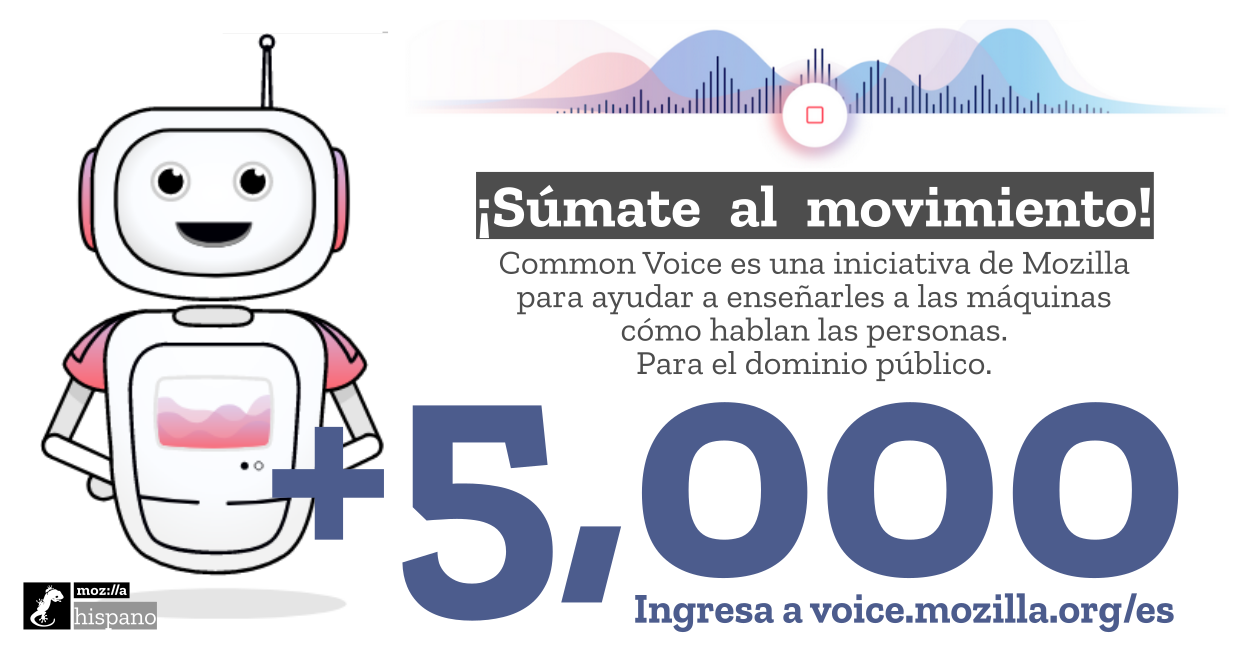 ¡Súmate al movimiento!
Common Voice es una iniciativa de Mozilla
para ayudar a enseñarles a las máquinas
cómo hablan las personas.
Para el dominio público.
+5,000
Ingresa a voice.mozilla.org/es
moz://a
hispano